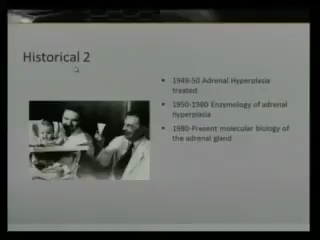 Historical 2
1949-50 Adrenal Hyperplasia
treated
1950-1980 Enzymology of adrenal
hyperplasia
1980-Present molecular biology of
the adrenal gland